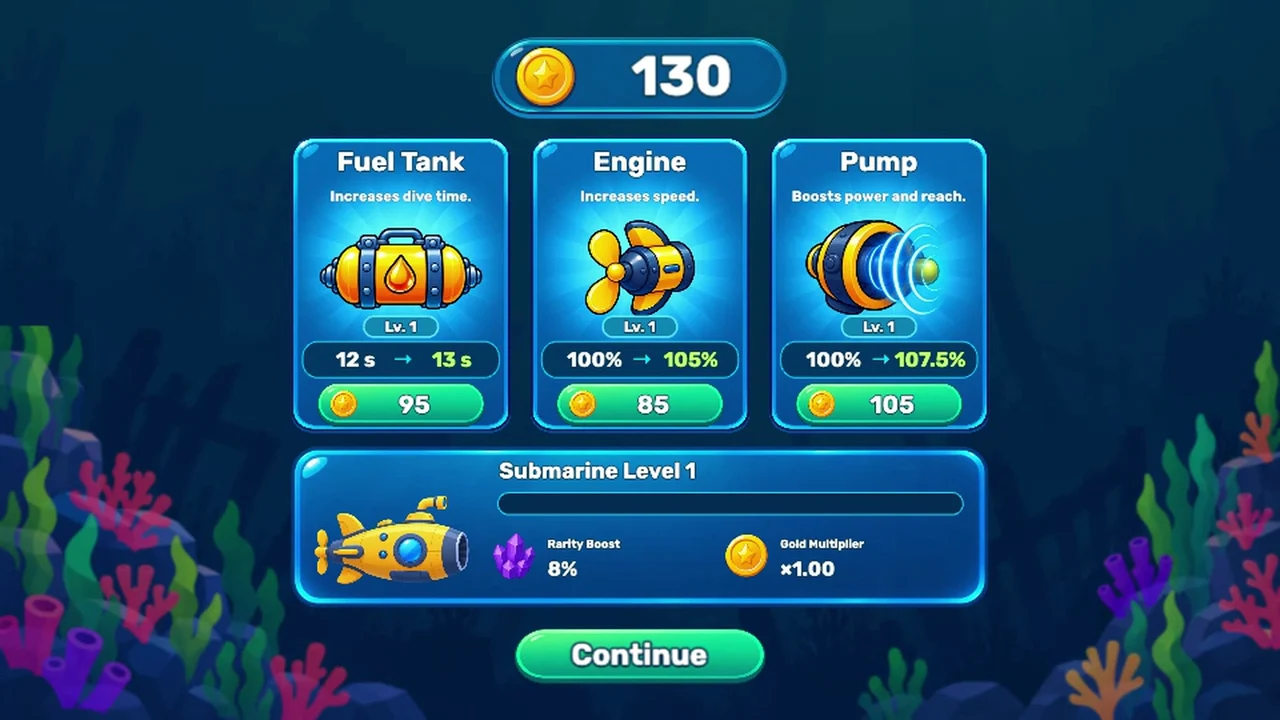 130
Fuel Tank
Increases dive time.
Lv. 1
12 s → 13 s
95
Engine
Increases speed.
Lv. 1
100% → 105%
85
Pump
Boosts power and reach.
Lv. 1
100% → 107.5%
105
Submarine Level 1
Rarity Boost
8%
Gold Multiplier
×1.00
Continue